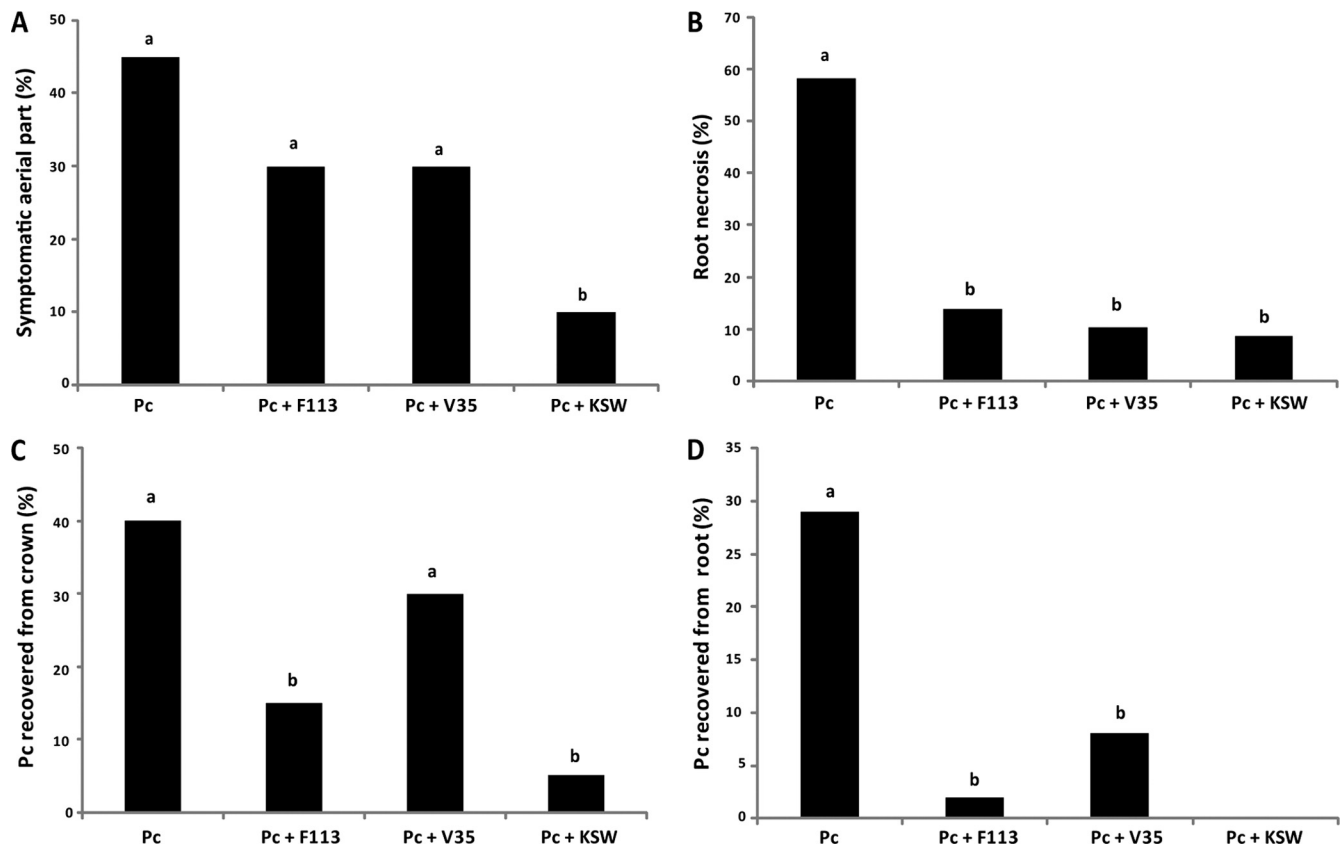 A
Symptomatic aerial part (%)
50
40
30
20
10
0
a
a
a
b
Pc
Pc + F113
Pc + V35
Pc + KSW
B
Root necrosis (%)
70
60
50
40
30
20
10
0
a
b
b
b
Pc
Pc + F113
Pc + V35
Pc + KSW
C
Pc recovered from crown (%)
50
40
30
20
10
0
a
b
a
b
Pc
Pc + F113
Pc + V35
Pc + KSW
D
Pc recovered from root (%)
35
30
25
20
15
10
5
0
a
b
b
Pc
Pc + F113
Pc + V35
Pc + KSW